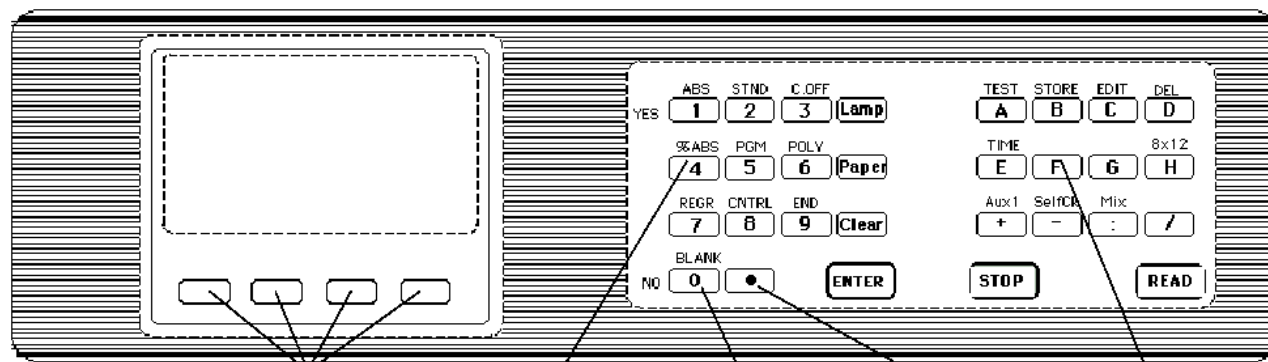 ABS STND C.OFF TEST STORE EDIT DEL
YES 1 2 3 Lamp A B C D
%ABS PGM POLY TIME 8x12
4 5 6 Paper E F G H
REGR CNTRL END Aux1 SelfCk Mix
7 8 9 Clear + - : /
BLANK
NO 0 • ENTER STOP READ